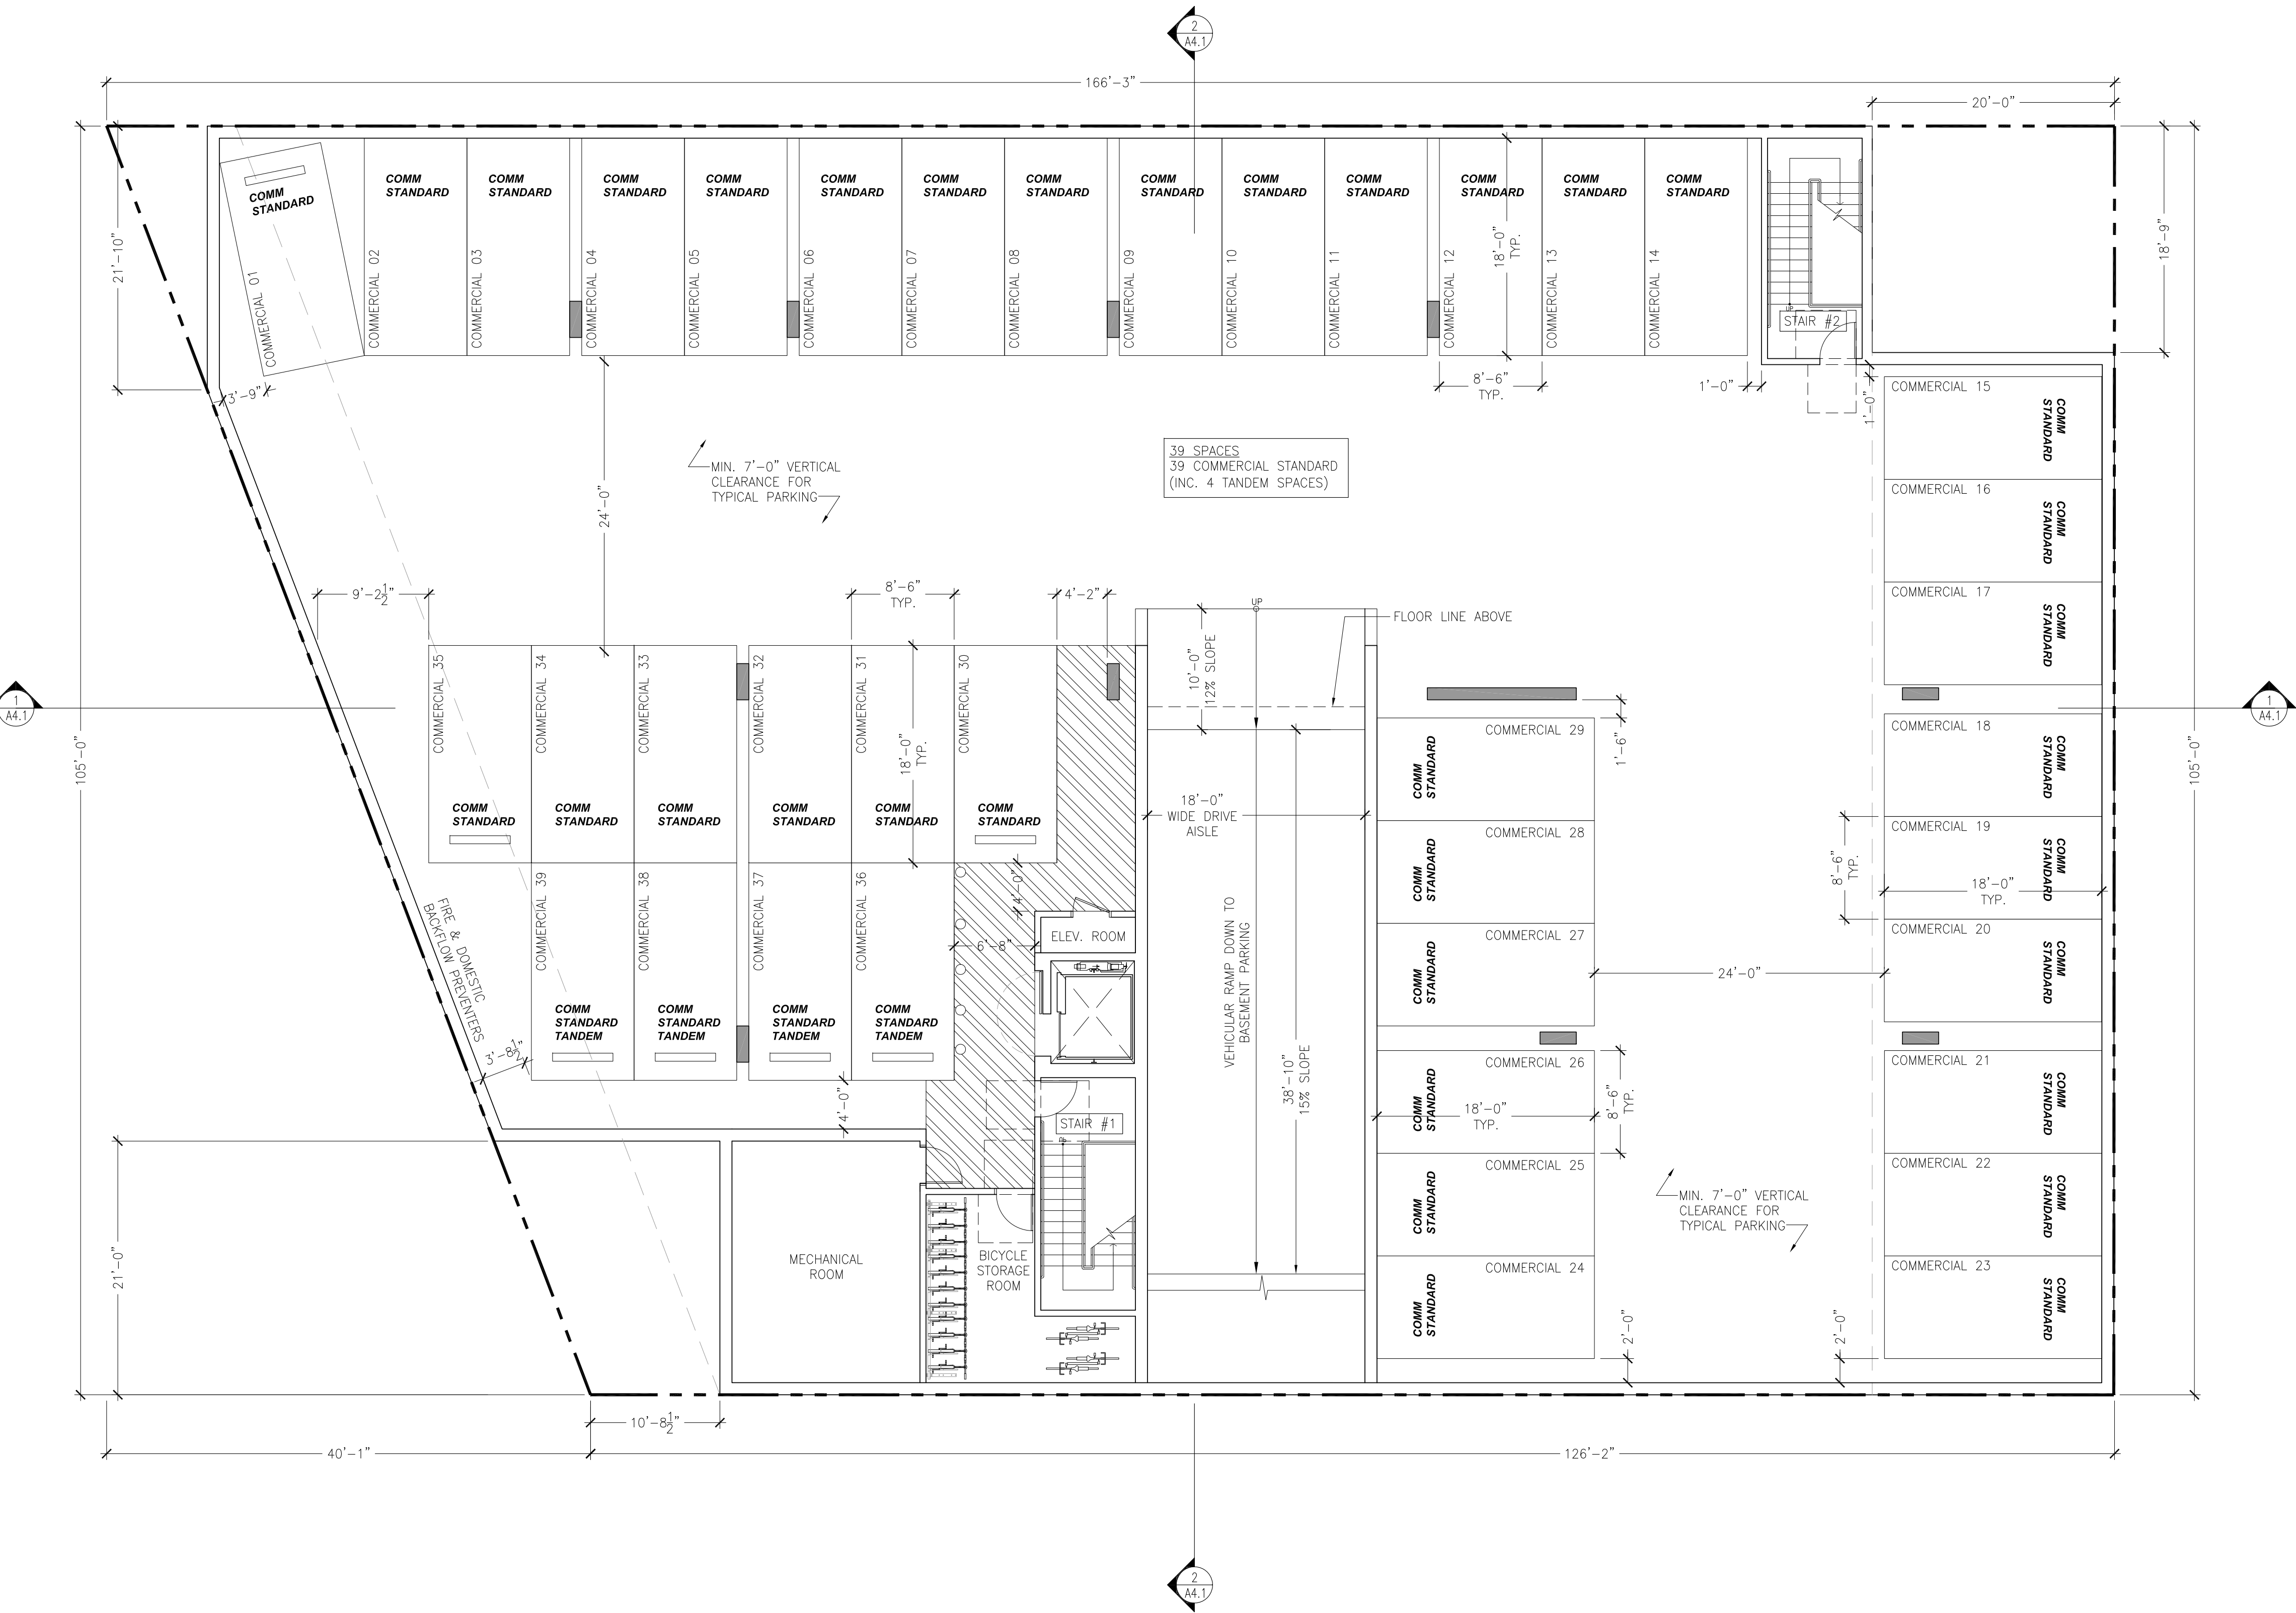 2
A4.1
166'-3"
20'-0"
COMM
STANDARD
COMM
STANDARD
COMM
STANDARD
COMM
STANDARD
COMM
STANDARD
COMM
STANDARD
COMM
STANDARD
COMM
STANDARD
COMM
STANDARD
COMM
STANDARD
COMM
STANDARD
COMM
STANDARD
COMM
STANDARD
COMM
STANDARD
COMMERCIAL 01
COMMERCIAL 02
COMMERCIAL 03
COMMERCIAL 04
COMMERCIAL 05
COMMERCIAL 06
COMMERCIAL 07
COMMERCIAL 08
COMMERCIAL 09
COMMERCIAL 10
COMMERCIAL 11
COMMERCIAL 12
18'-0"
TYP.
COMMERCIAL 13
COMMERCIAL 14
21'-10"
18'-9"
UP
STAIR #2
3'-9"
8'-6"
TYP.
1'-0"
1'-0"
24'-0"
MIN. 7'-0" VERTICAL
CLEARANCE FOR
TYPICAL PARKING
39 SPACES
39 COMMERCIAL STANDARD
(INC. 4 TANDEM SPACES)
COMMERCIAL 15
COMM
STANDARD
COMMERCIAL 16
COMM
STANDARD
COMMERCIAL 17
COMM
STANDARD
9'-2 1/2"
8'-6"
TYP.
4'-2"
UP
FLOOR LINE ABOVE
10'-0"
12% SLOPE
1
A4.1
1
A4.1
105'-0"
105'-0"
COMMERCIAL 35
COMMERCIAL 34
COMMERCIAL 33
COMMERCIAL 32
COMMERCIAL 31
COMMERCIAL 30
18'-0"
TYP.
COMM
STANDARD
COMM
STANDARD
COMM
STANDARD
COMM
STANDARD
COMM
STANDARD
COMM
STANDARD
18'-0"
WIDE DRIVE
AISLE
COMMERCIAL 29
COMM
STANDARD
1'-6"
COMMERCIAL 28
COMM
STANDARD
COMMERCIAL 27
COMM
STANDARD
COMMERCIAL 18
COMM
STANDARD
COMMERCIAL 19
COMM
STANDARD
8'-6"
TYP.
18'-0"
TYP.
COMMERCIAL 20
COMM
STANDARD
24'-0"
COMMERCIAL 39
COMMERCIAL 38
COMMERCIAL 37
COMMERCIAL 36
4'-0"
6'-8"
ELEV. ROOM
FIRE & DOMESTIC
BACKFLOW PREVENTERS
COMM
STANDARD
TANDEM
COMM
STANDARD
TANDEM
COMM
STANDARD
TANDEM
COMM
STANDARD
TANDEM
3'-8 1/2"
4'-0"
VEHICULAR RAMP DOWN TO
BASEMENT PARKING
38'-10"
15% SLOPE
STAIR #1
COMMERCIAL 26
COMM
STANDARD
18'-0"
TYP.
8'-6"
TYP.
COMMERCIAL 25
COMM
STANDARD
COMMERCIAL 24
COMM
STANDARD
COMMERCIAL 21
COMM
STANDARD
COMMERCIAL 22
COMM
STANDARD
COMMERCIAL 23
COMM
STANDARD
MIN. 7'-0" VERTICAL
CLEARANCE FOR
TYPICAL PARKING
21'-0"
MECHANICAL
ROOM
BICYCLE
STORAGE
ROOM
2'-0"
2'-0"
10'-8 1/2"
40'-1"
126'-2"
2
A4.1